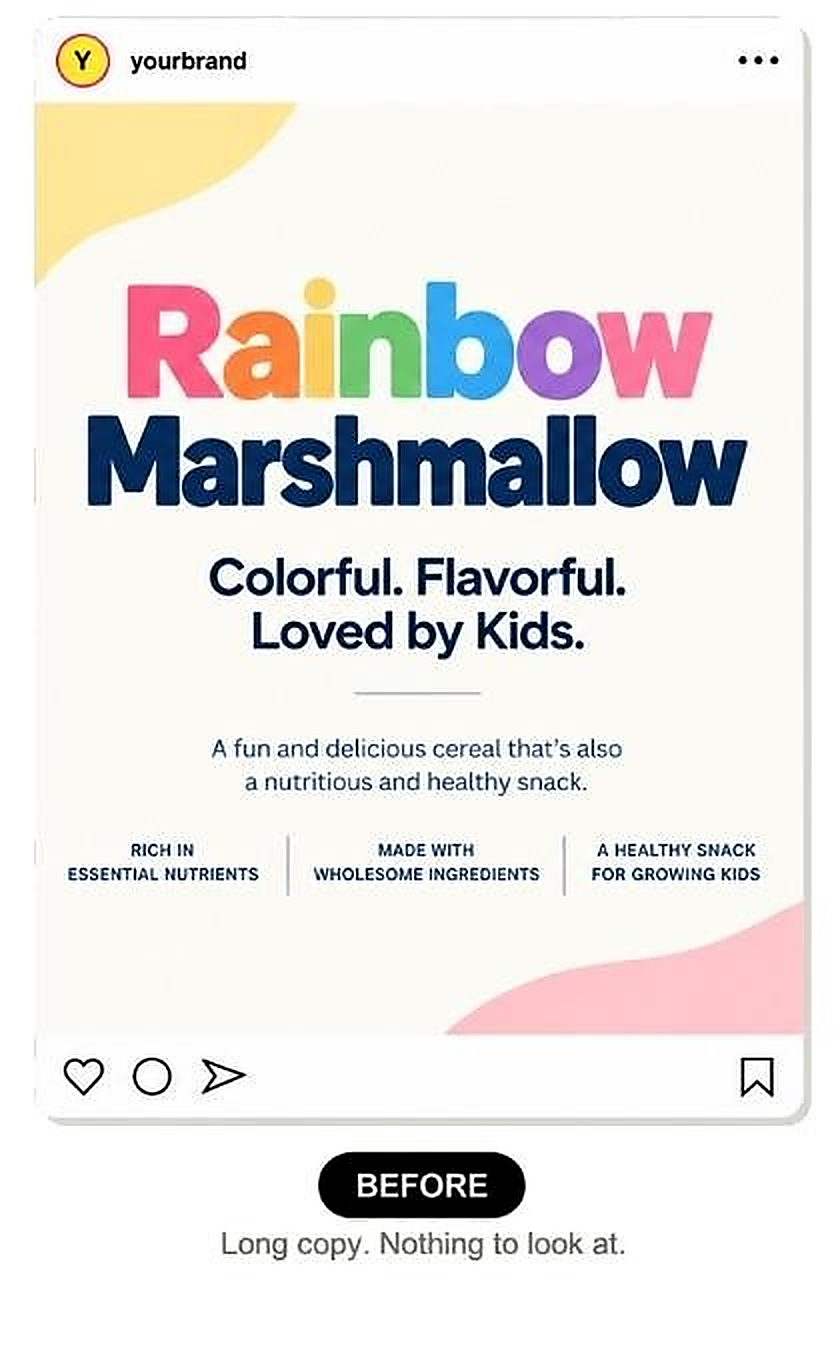 Y yourbrand
Rainbow
Marshmallow
Colorful. Flavorful.
Loved by Kids.
A fun and delicious cereal that's also
a nutritious and healthy snack.
RICH IN
ESSENTIAL NUTRIENTS
MADE WITH
WHOLESOME INGREDIENTS
A HEALTHY SNACK
FOR GROWING KIDS
BEFORE
Long copy. Nothing to look at.